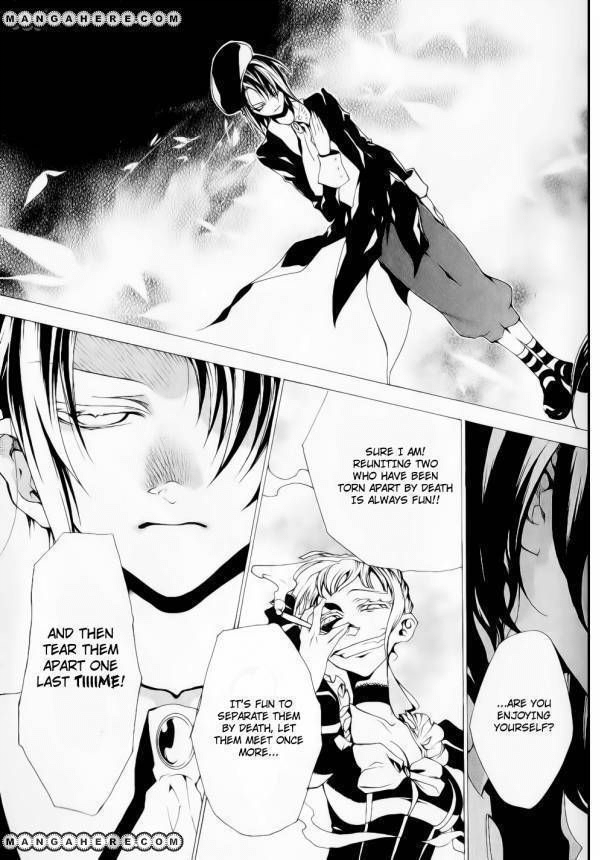 MANGAHERE.COM
...ARE YOU
ENJOYING
YOURSELF?
SURE I AM!
REUNITING TWO
WHO HAVE BEEN
TORN APART BY DEATH
IS ALWAYS FUN!!
IT'S FUN TO
SEPARATE THEM
BY DEATH, LET
THEM MEET ONCE
MORE...
AND THEN
TEAR THEM
APART ONE
LAST TIIIIME!
MANGAHERE.COM